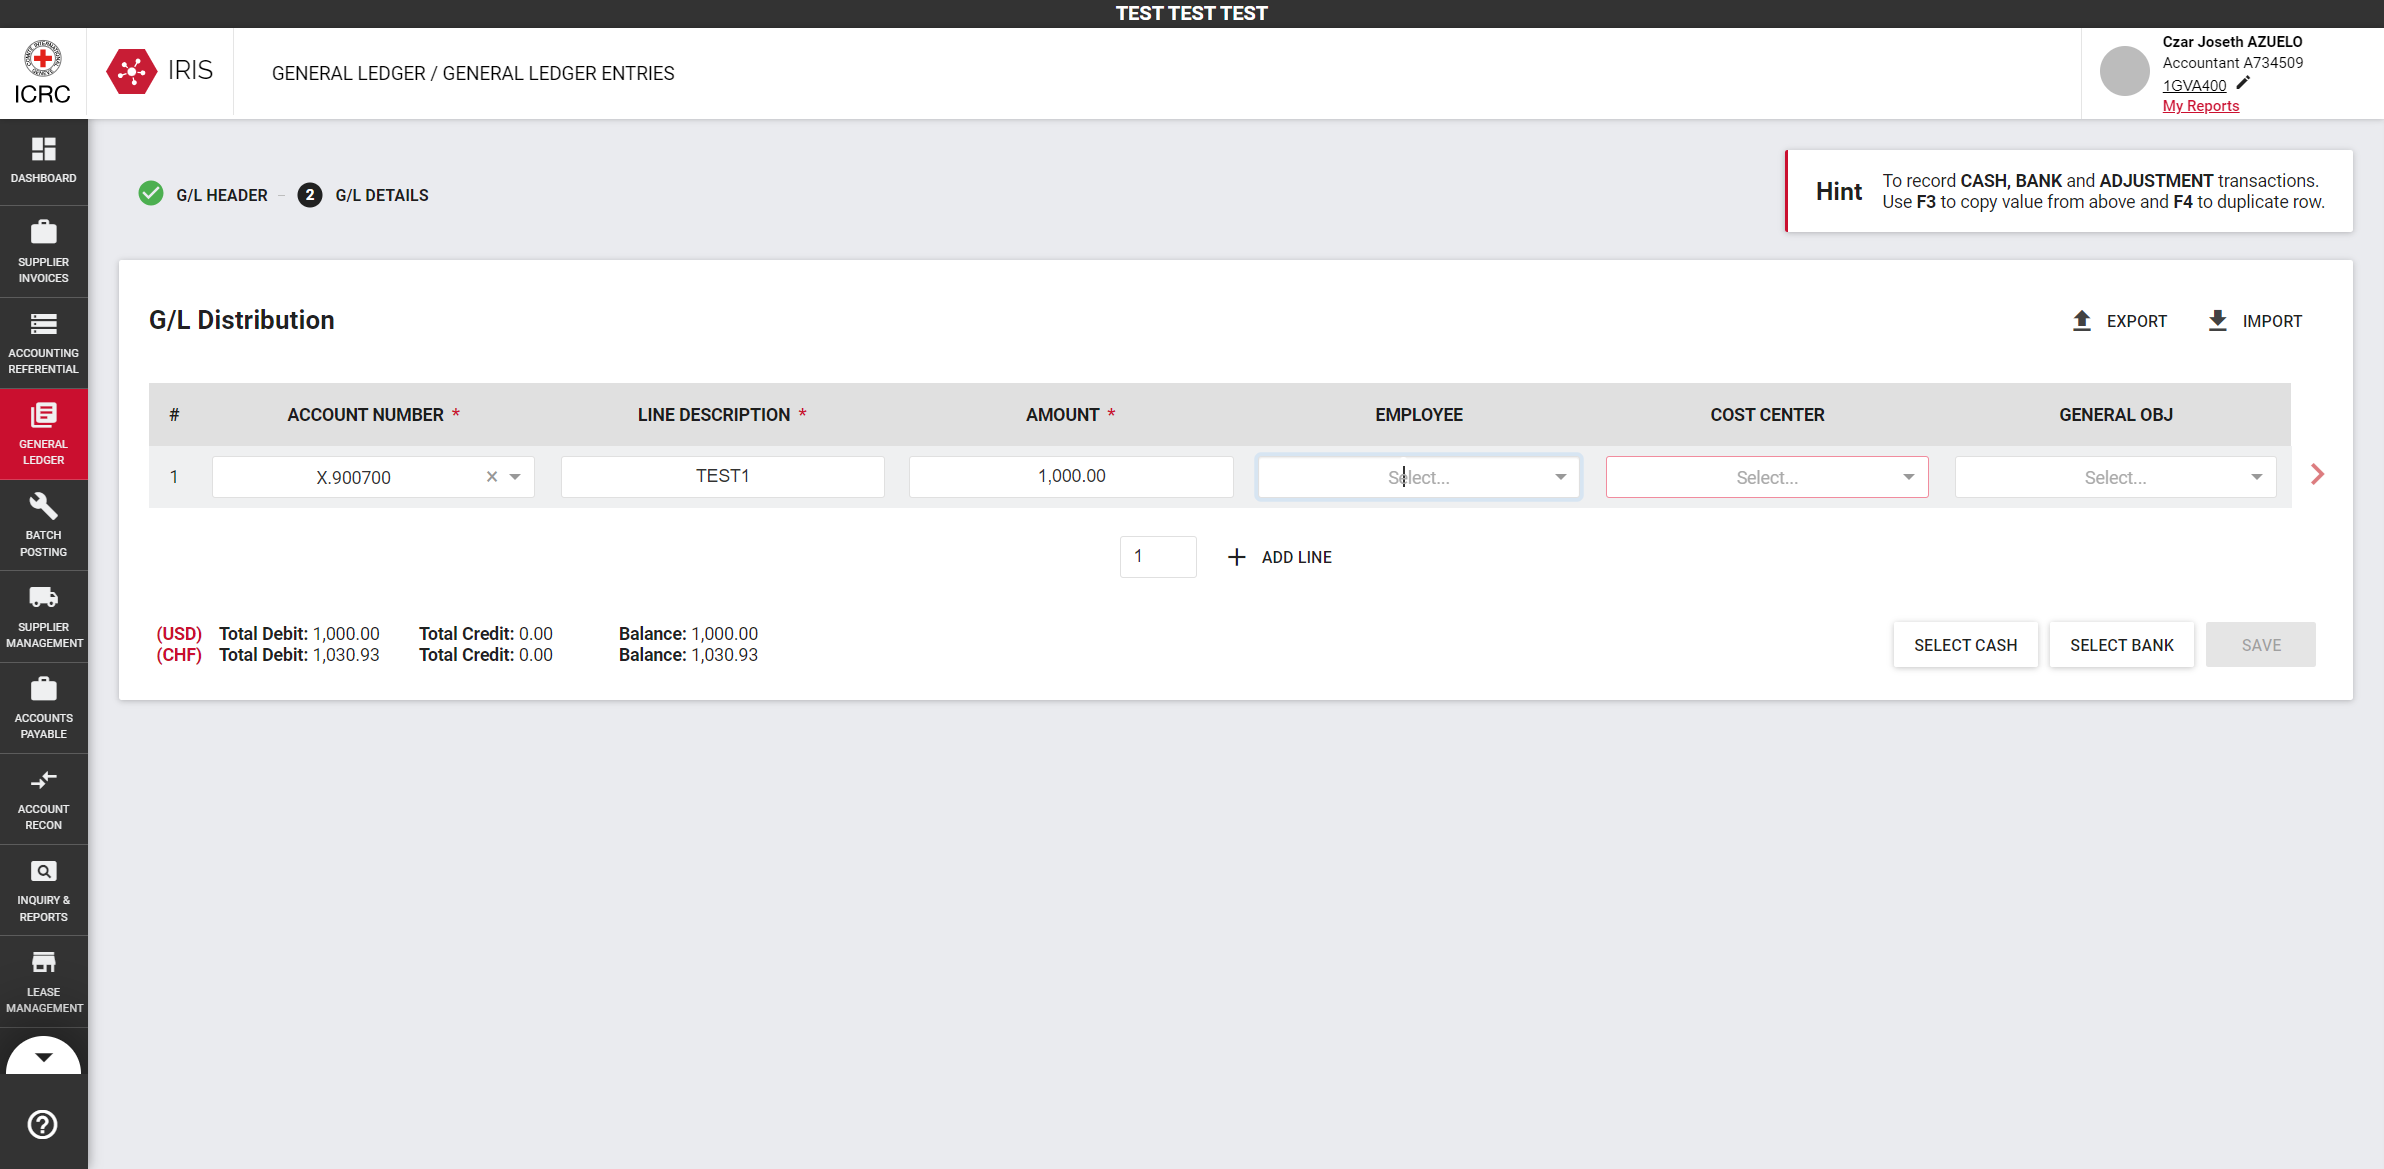 TEST TEST TEST
ICRC
IRIS
GENERAL LEDGER / GENERAL LEDGER ENTRIES
Czar Joseth AZUELO
Accountant A734509
1GVA400
My Reports
DASHBOARD
SUPPLIER
INVOICES
ACCOUNTING
REFERENTIAL
GENERAL
LEDGER
BATCH
POSTING
SUPPLIER
MANAGEMENT
ACCOUNTS
PAYABLE
ACCOUNT
RECON
INQUIRY &
REPORTS
LEASE
MANAGEMENT
G/L HEADER – 2 G/L DETAILS
Hint
To record CASH, BANK and ADJUSTMENT transactions.
Use F3 to copy value from above and F4 to duplicate row.
G/L Distribution
EXPORT IMPORT
# ACCOUNT NUMBER * LINE DESCRIPTION * AMOUNT * EMPLOYEE COST CENTER GENERAL OBJ
1 X.900700 TEST1 1,000.00 Select... Select... Select...
1 + ADD LINE
(USD) Total Debit: 1,000.00 Total Credit: 0.00 Balance: 1,000.00
(CHF) Total Debit: 1,030.93 Total Credit: 0.00 Balance: 1,030.93
SELECT CASH SELECT BANK SAVE